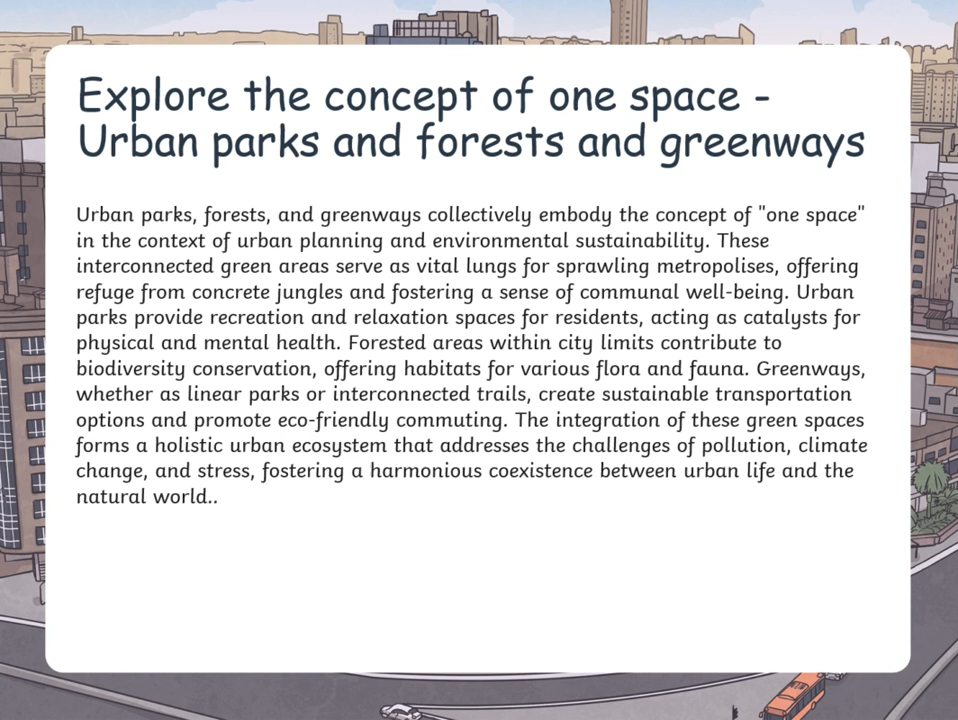 Explore the concept of one space -
Urban parks and forests and greenways
Urban parks, forests, and greenways collectively embody the concept of "one space"
in the context of urban planning and environmental sustainability. These
interconnected green areas serve as vital lungs for sprawling metropolises, offering
refuge from concrete jungles and fostering a sense of communal well-being. Urban
parks provide recreation and relaxation spaces for residents, acting as catalysts for
physical and mental health. Forested areas within city limits contribute to
biodiversity conservation, offering habitats for various flora and fauna. Greenways,
whether as linear parks or interconnected trails, create sustainable transportation
options and promote eco-friendly commuting. The integration of these green spaces
forms a holistic urban ecosystem that addresses the challenges of pollution, climate
change, and stress, fostering a harmonious coexistence between urban life and the
natural world..